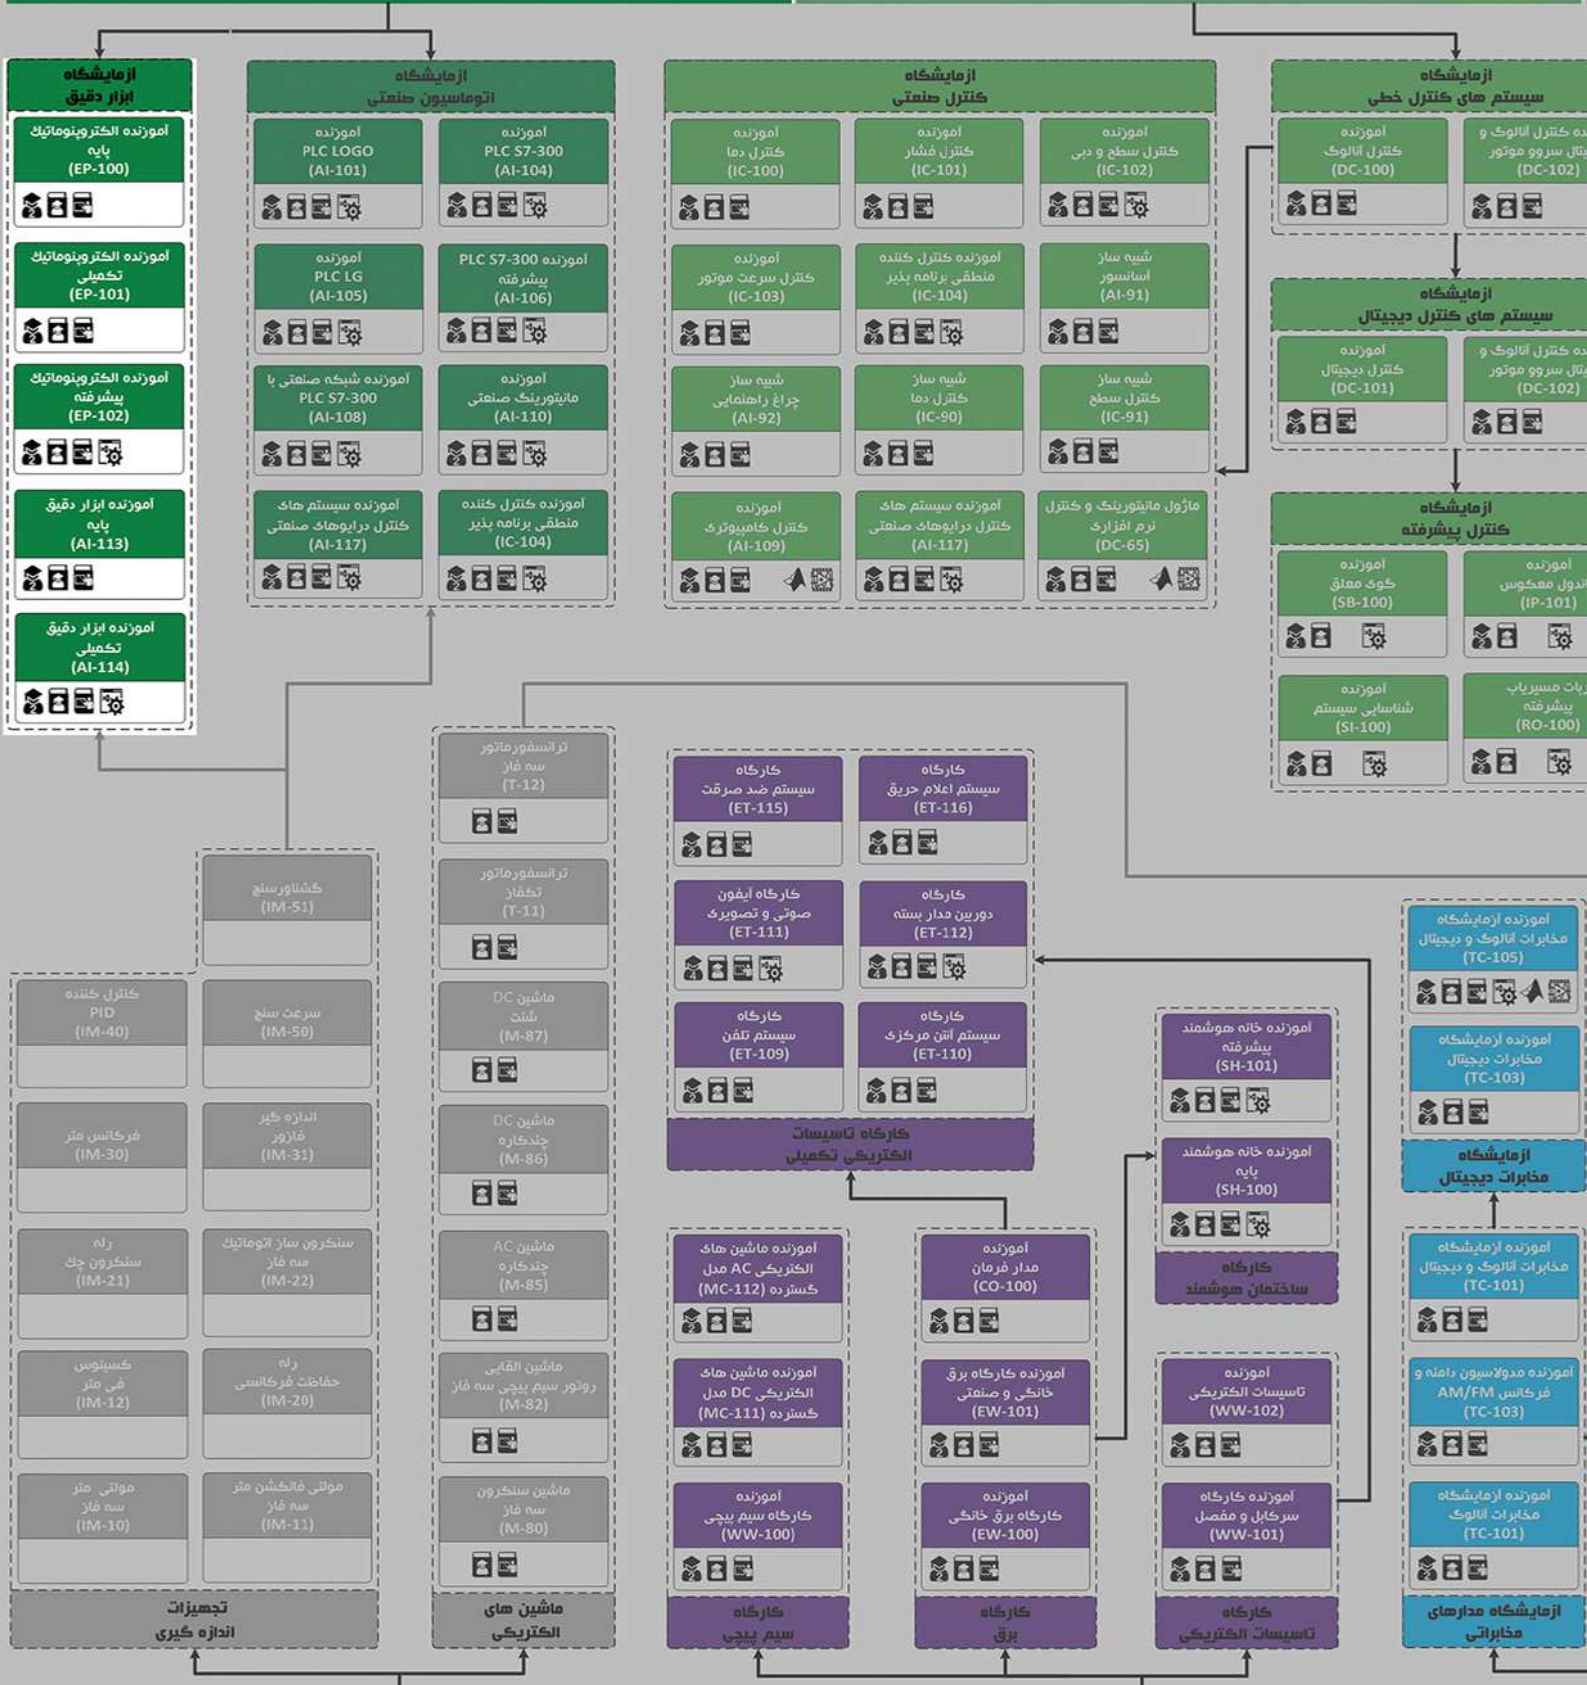 آزمایشگاه
ابزار دقیق
آموزنده الکتروپنوماتیک
پایه
(EP-100)
آموزنده الکتروپنوماتیک
تکمیلی
(EP-101)
آموزنده الکتروپنوماتیک
پیشرفته
(EP-102)
آموزنده ابزار دقیق
پایه
(AI-113)
آموزنده ابزار دقیق
تکمیلی
(AI-114)
آزمایشگاه
اتوماسیون صنعتی
آموزنده
PLC LOGO
(AI-101)
آموزنده
PLC S7-300
(AI-104)
آموزنده
PLC LG
(AI-105)
آموزنده PLC S7-300
پیشرفته
(AI-106)
آموزنده شبکه صنعتی با
PLC S7-300
(AI-108)
آموزنده
مانیتورینگ صنعتی
(AI-110)
آموزنده سیستم های
کنترل درایوهای صنعتی
(AI-117)
آموزنده کنترل کننده
منطقی برنامه پذیر
(IC-104)
آزمایشگاه
کنترل صنعتی
آموزنده
کنترل دما
(IC-100)
آموزنده
کنترل فشار
(IC-101)
آموزنده
کنترل سطح و دبی
(IC-102)
آموزنده
کنترل سرعت موتور
(IC-103)
آموزنده کنترل کننده
منطقی برنامه پذیر
(IC-104)
شبیه ساز
آسانسور
(AI-91)
شبیه ساز
چراغ راهنمایی
(AI-92)
شبیه ساز
کنترل دما
(IC-90)
شبیه ساز
کنترل سطح
(IC-91)
آموزنده
کنترل کامپیوتری
(AI-109)
آموزنده سیستم های
کنترل درایوهای صنعتی
(AI-117)
ماژول مانیتورینگ و کنترل
نرم افزاری
(DC-65)
آزمایشگاه
سیستم های کنترل خطی
آموزنده
کنترل آنالوگ
(DC-100)
کنترل آنالوگ و
سروو موتور
(DC-102)
آزمایشگاه
سیستم های کنترل دیجیتال
آموزنده
کنترل دیجیتال
(DC-101)
کنترل آنالوگ و
سروو موتور
(DC-102)
آزمایشگاه
کنترل پیشرفته
آموزنده
گوی معلق
(SB-100)
آموزنده
معکوس
(IP-101)
آموزنده
شناسایی سیستم
(SI-100)
مسیریاب
پیشرفته
(RO-100)
گشتاورسنج
(IM-51)
کنترل کننده
PID
(IM-40)
سرعت سنج
(IM-50)
فرکانس متر
(IM-30)
اندازه گیر
فازور
(IM-31)
رله
سنکرون چک
(IM-21)
سنکرون ساز اتوماتیک
سه فاز
(IM-22)
کسینوس
فی متر
(IM-12)
رله
حفاظت فرکانسی
(IM-20)
مولتی متر
سه فاز
(IM-10)
مولتی فانکشن متر
سه فاز
(IM-11)
تجهیزات
اندازه گیری
ترانسفورماتور
سه فاز
(T-12)
ترانسفورماتور
تکفاز
(T-11)
ماشین DC
شنت
(M-87)
ماشین DC
چندکاره
(M-86)
ماشین AC
چندکاره
(M-85)
ماشین القایی
روتور سیم پیچی سه فاز
(M-82)
ماشین سنکرون
سه فاز
(M-80)
ماشین های
الکتریکی
کارگاه
سیستم ضد صرقت
(ET-115)
کارگاه
سیستم اعلام حریق
(ET-116)
کارگاه آیفون
صوتی و تصویری
(ET-111)
کارگاه
دوربین مدار بسته
(ET-112)
کارگاه
سیستم تلفن
(ET-109)
کارگاه
سیستم آنتن مرکزی
(ET-110)
کارگاه تاسیسات
الکتریکی تکمیلی
آموزنده ماشین های
الکتریکی AC مدل
گسترده (MC-112)
آموزنده ماشین های
الکتریکی DC مدل
گسترده (MC-111)
آموزنده
کارگاه سیم پیچی
(WW-100)
کارگاه
سیم پیچی
آموزنده
مدار فرمان
(CO-100)
آموزنده کارگاه برق
خانگی و صنعتی
(EW-101)
آموزنده
کارگاه برق خانگی
(EW-100)
کارگاه
برق
آموزنده خانه هوشمند
پیشرفته
(SH-101)
آموزنده خانه هوشمند
پایه
(SH-100)
کارگاه
ساختمان هوشمند
آموزنده
تاسیسات الکتریکی
(WW-102)
آموزنده کارگاه
سرکابل و مفصل
(WW-101)
کارگاه
تاسیسات الکتریکی
آموزنده آزمایشگاه
مخابرات آنالوگ و دیجیتال
(TC-105)
آموزنده آزمایشگاه
مخابرات دیجیتال
(TC-103)
آزمایشگاه
مخابرات دیجیتال
آموزنده آزمایشگاه
مخابرات آنالوگ و دیجیتال
(TC-101)
آموزنده مدولاسیون دامنه و
فرکانس AM/FM
(TC-103)
آموزنده آزمایشگاه
مخابرات آنالوگ
(TC-101)
آزمایشگاه مدارهای
مخابراتی